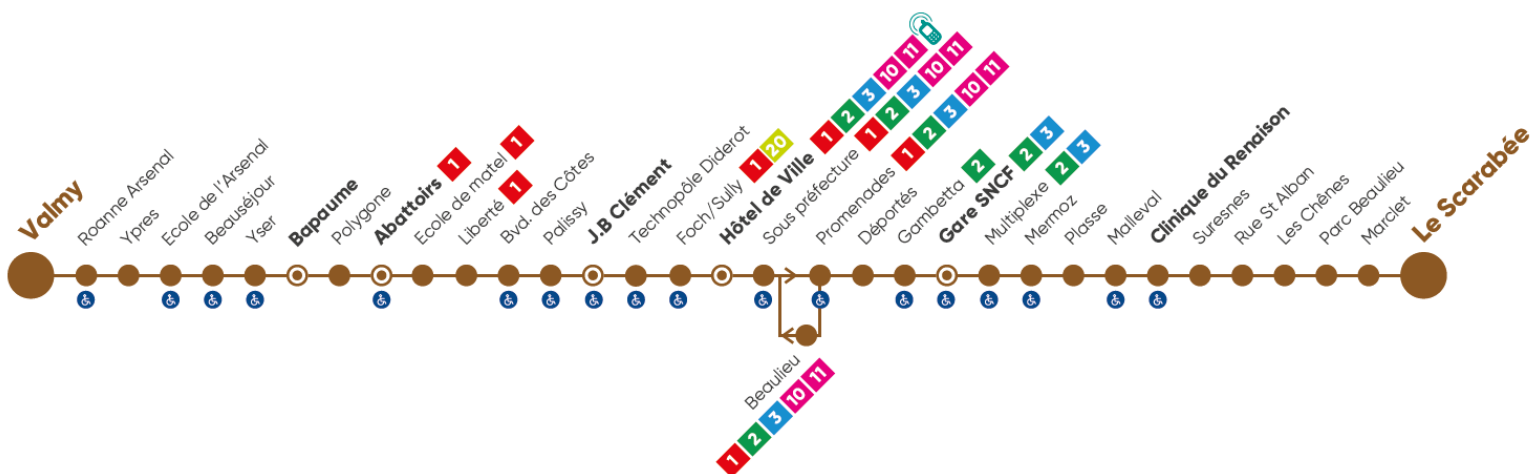 Valmy
Roanne Arsenal
Ypres
Ecole de l'Arsenal
Beauséjour
Yser
Bapaume
Polygone
Abattoirs 1
Ecole de matel 1
Liberté 1
Bvd. des Côtes
Palissy
J.B Clément
Technopôle Diderot
Foch/Sully 1 20
Hôtel de Ville 1 2 3 10 11
Sous préfecture 1 2 3 10 11
Promenades 1 2 3 10 11
Déportés
Gambetta 2
Gare SNCF 2 3
Multiplexe 2 3
Mermoz
Plasse
Malleval
Clinique du Renaison
Suresnes
Rue St Alban
Les Chênes
Parc Beaulieu
Marclet
Le Scarabée
Beaulieu
1 2 3 10 11